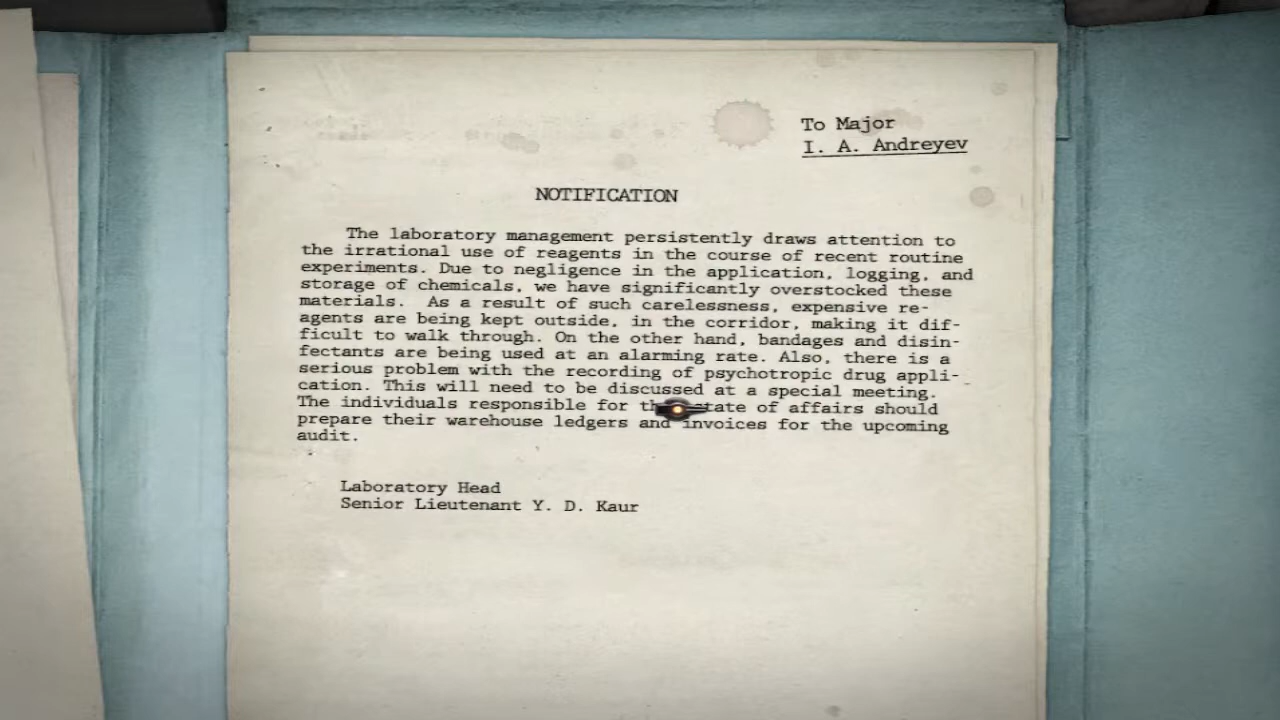 To Major
I. A. Andreyev
NOTIFICATION
The laboratory management persistently draws attention to
the irrational use of reagents in the course of recent routine
experiments. Due to negligence in the application, logging, and
storage of chemicals, we have significantly overstocked these
materials. As a result of such carelessness, expensive re-
agents are being kept outside, in the corridor, making it dif-
ficult to walk through. On the other hand, bandages and disin-
fectants are being used at an alarming rate. Also, there is a
serious problem with the recording of psychotropic drug appli-
cation. This will need to be discussed at a special meeting.
The individuals responsible for state of affairs should
prepare their warehouse ledgers and invoices for the upcoming
audit.
Laboratory Head
Senior Lieutenant Y. D. Kaur